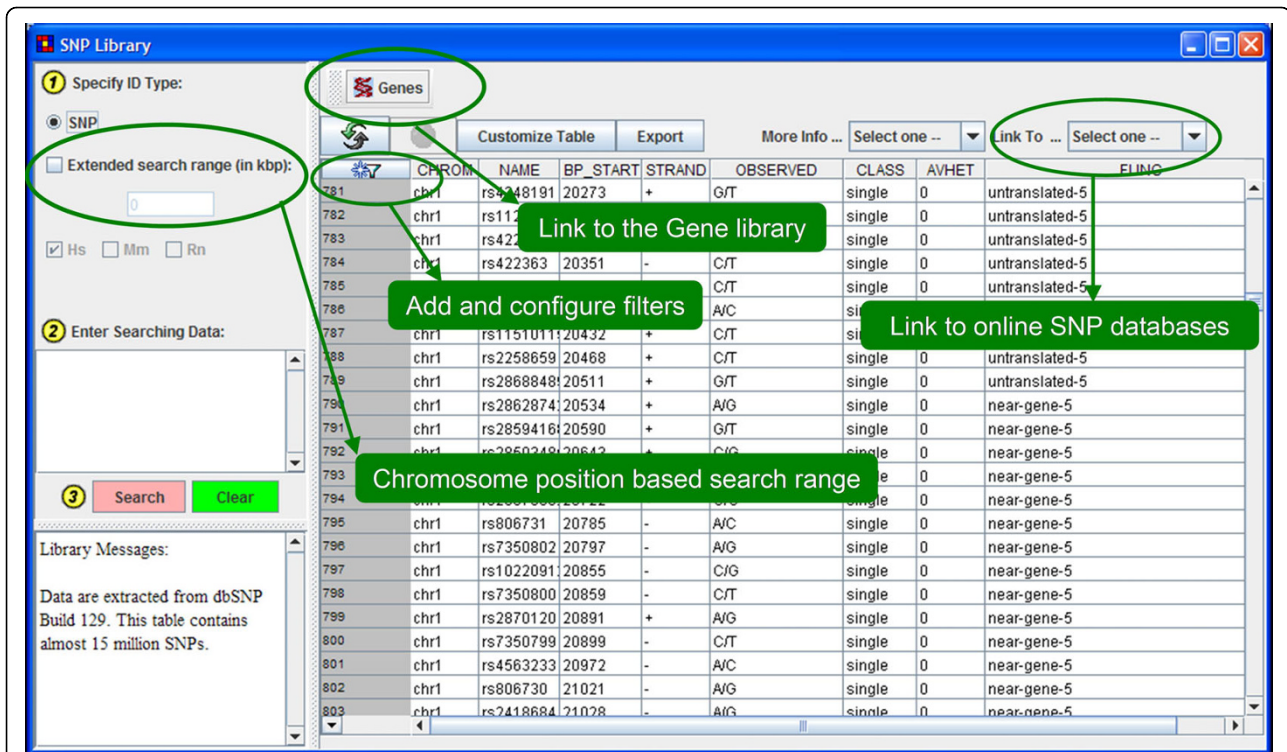 SNP Library
1 Specify ID Type:
SNP
Extended search range (in kbp):
0
Hs Mm Rn
2 Enter Searching Data:
3 Search Clear
Library Messages:
Data are extracted from dbSNP
Build 129. This table contains
almost 15 million SNPs.
Genes
Customize Table Export More Info ... Select one -- Link To ... Select one --
CHROM NAME BP_START STRAND OBSERVED CLASS AVHET FUNC
781 chr1 rs4248191 20273 + G/T single 0 untranslated-5
782 single 0 untranslated-5
783 single 0 untranslated-5
784 chr1 rs422363 20351 - C/T single 0 untranslated-5
785 C/T single 0 untranslated-5
786 A/C
787 chr1 20432 + C/T
788 chr1 rs2258659 20468 + C/T single 0 untranslated-5
789 chr1 rs2868848 20511 + G/T single 0 untranslated-5
790 chr1 rs2862874 20534 + A/G single 0 near-gene-5
791 chr1 rs2859416 20590 + G/T single 0 near-gene-5
792 chr1 20643 + C/G single 0 near-gene-5
793 0 near-gene-5
794 chr1 20722 single 0 near-gene-5
795 chr1 rs806731 20785 - A/C single 0 near-gene-5
796 chr1 rs7350802 20797 - A/G single 0 near-gene-5
797 chr1 rs1022091 20855 - C/G single 0 near-gene-5
798 chr1 rs7350800 20859 - C/T single 0 near-gene-5
799 chr1 rs2870120 20891 + A/G single 0 near-gene-5
800 chr1 rs7350799 20899 - C/T single 0 near-gene-5
801 chr1 rs4563233 20972 - A/C single 0 near-gene-5
802 chr1 rs806730 21021 - A/G single 0 near-gene-5
803 chr1 rs2418684 21028 - A/G single 0 near-gene-5
Link to the Gene library
Add and configure filters
Link to online SNP databases
Chromosome position based search range